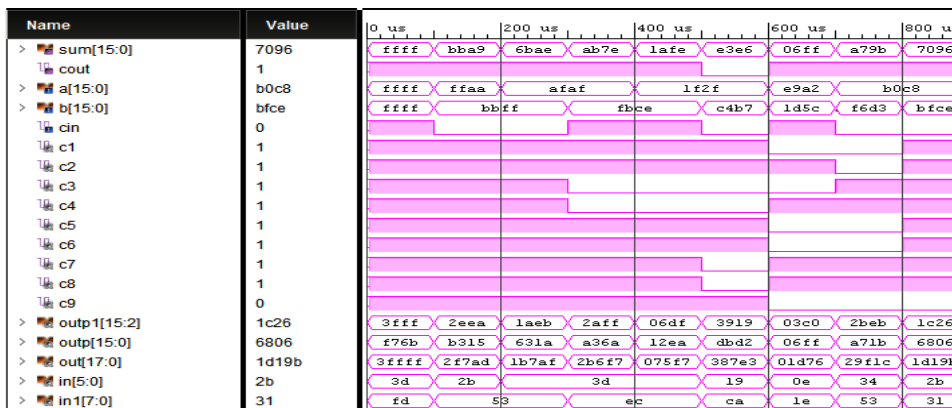 Name Value 0 us 200 us 400 us 600 us 800 u
sum[15:0] 7096 ffff bba9 6bae ab7e 1afe e3e6 06ff a79b 7096
cout 1
a[15:0] b0c8 ffff ffaa afaf 1f2f e9a2 b0c8
b[15:0] bfce ffff bbff fbce c4b7 1d5c f6d3 bfce
cin 0
c1 1
c2 1
c3 1
c4 1
c5 1
c6 1
c7 1
c8 1
c9 0
outp1[15:2] 1c26 3fff 2eea 1aeb 2aff 06df 3919 03c0 2beb 1c26
outp[15:0] 6806 f76b b315 631a a36a 12ea dbd2 06ff a71b 6806
out[17:0] 1d19b 3ffff 2f7ad 1b7af 2b6f7 075f7 387e3 01d76 29f1c 1d19b
in[5:0] 2b 3d 2b 3d 19 0e 34 2b
in1[7:0] 31 fd 53 ec ca 1e 53 31